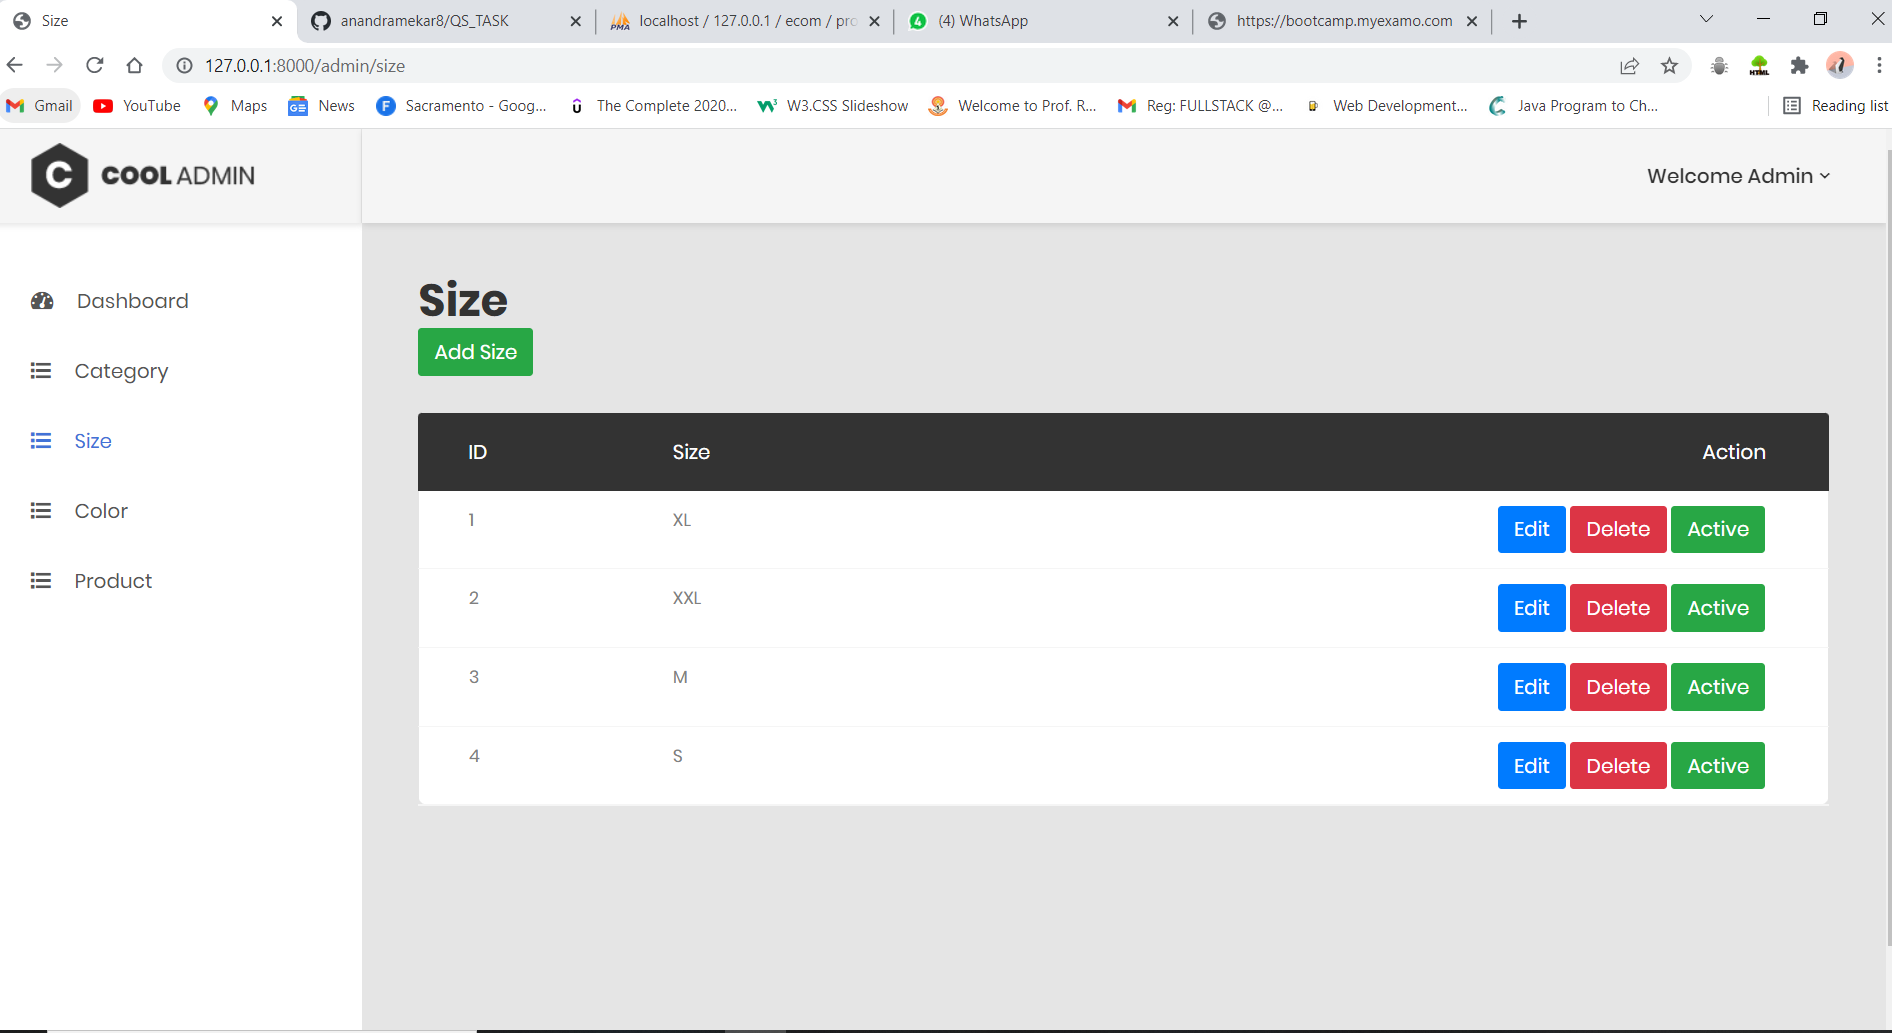 Size
anandramekar8/QS_TASK
localhost / 127.0.0.1 / ecom / pro
4
(4) WhatsApp
https://bootcamp.myexamo.com
127.0.0.1:8000/admin/size
HTML
Gmail
YouTube
Maps
News
Sacramento - Goog...
The Complete 2020...
W3.CSS Slideshow
Welcome to Prof. R...
Reg: FULLSTACK @...
Web Development...
Java Program to Ch...
Reading list
C COOL ADMIN
Welcome Admin
Dashboard
Category
Size
Color
Product
Size
Add Size
ID Size Action
1 XL Edit Delete Active
2 XXL Edit Delete Active
3 M Edit Delete Active
4 S Edit Delete Active